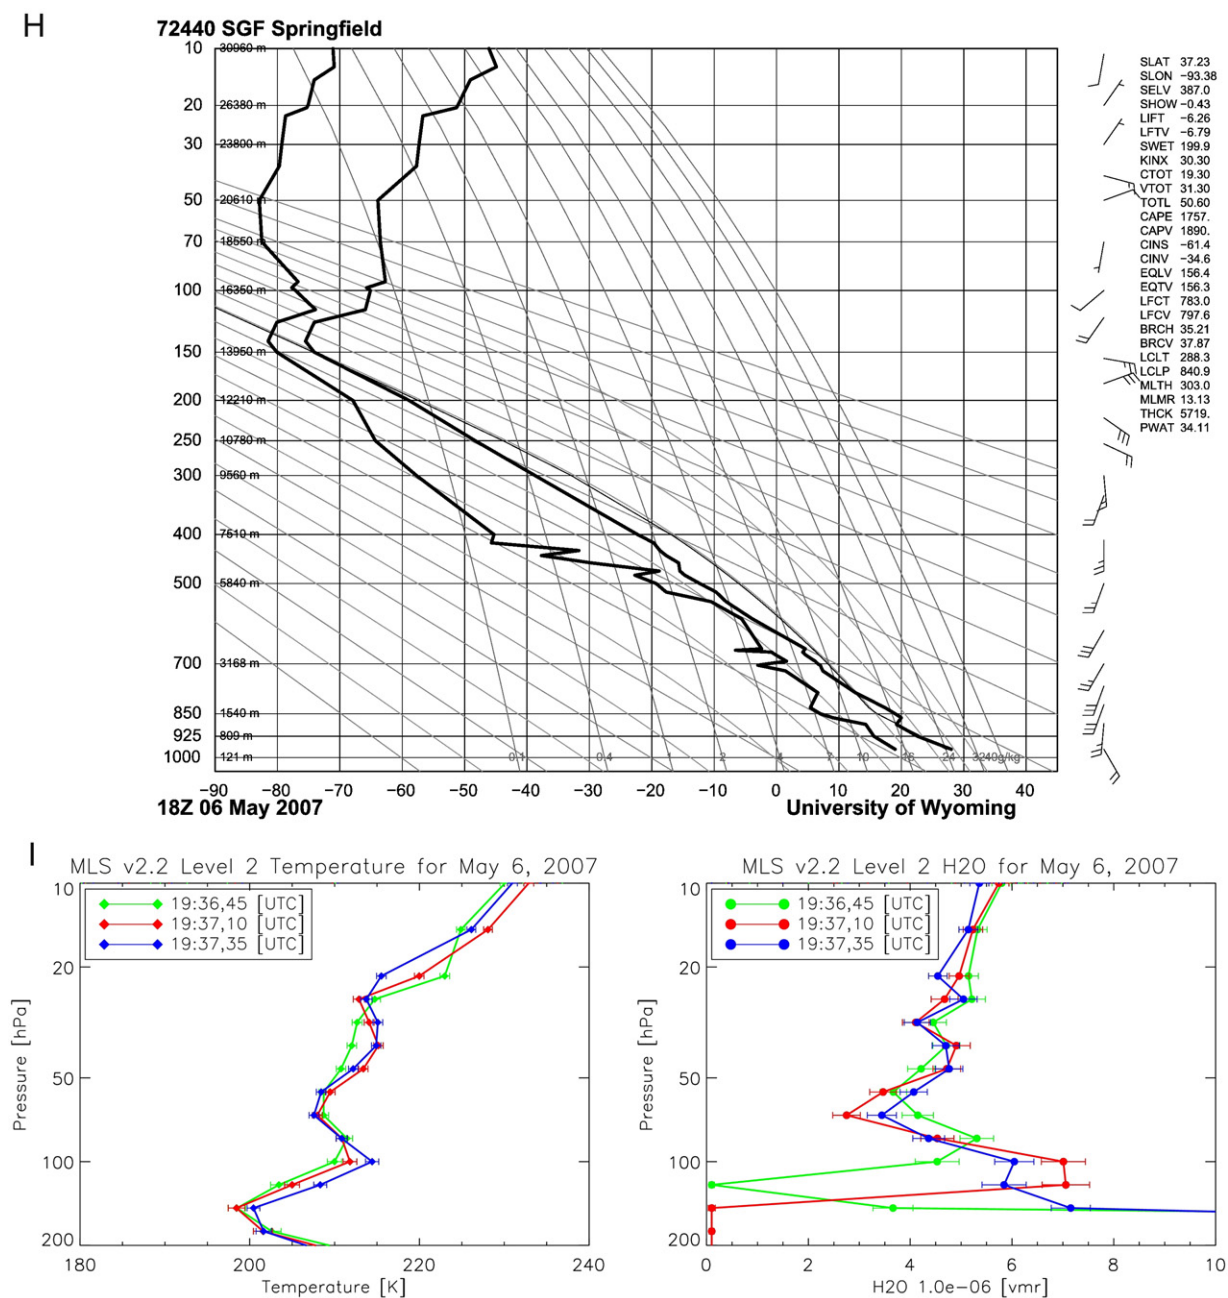 H
72440 SGF Springfield
10 30960 m
20 26380 m
30 23800 m
50 20610 m
70 18550 m
100 16350 m
150 13950 m
200 12210 m
250 10780 m
300 9560 m
400 7610 m
500 5840 m
700 3168 m
850 1540 m
925 809 m
1000 121 m
0.1 0.4 1 2 4 7 10 16 24 3240g/kg
−90 −80 −70 −60 −50 −40 −30 −20 −10 0 10 20 30 40
18Z 06 May 2007 University of Wyoming
SLAT 37.23
SLON −93.38
SELV 387.0
SHOW −0.43
LIFT −6.26
LFTV −6.79
SWET 199.9
KINX 30.30
CTOT 19.30
VTOT 31.30
TOTL 50.60
CAPE 1757.
CAPV 1890.
CINS −61.4
CINV −34.6
EQLV 156.4
EQTV 156.3
LFCT 783.0
LFCV 797.6
BRCH 35.21
BRCV 37.87
LCLT 288.3
LCLP 840.9
MLTH 303.0
MLMR 13.13
THCK 5719.
PWAT 34.11
I
MLS v2.2 Level 2 Temperature for May 6, 2007
19:36,45 [UTC]
19:37,10 [UTC]
19:37,35 [UTC]
10
20
50
100
200
Pressure [hPa]
180 200 220 240
Temperature [K]
MLS v2.2 Level 2 H2O for May 6, 2007
19:36,45 [UTC]
19:37,10 [UTC]
19:37,35 [UTC]
10
20
50
100
200
Pressure [hPa]
0 2 4 6 8 10
H2O 1.0e−06 [vmr]